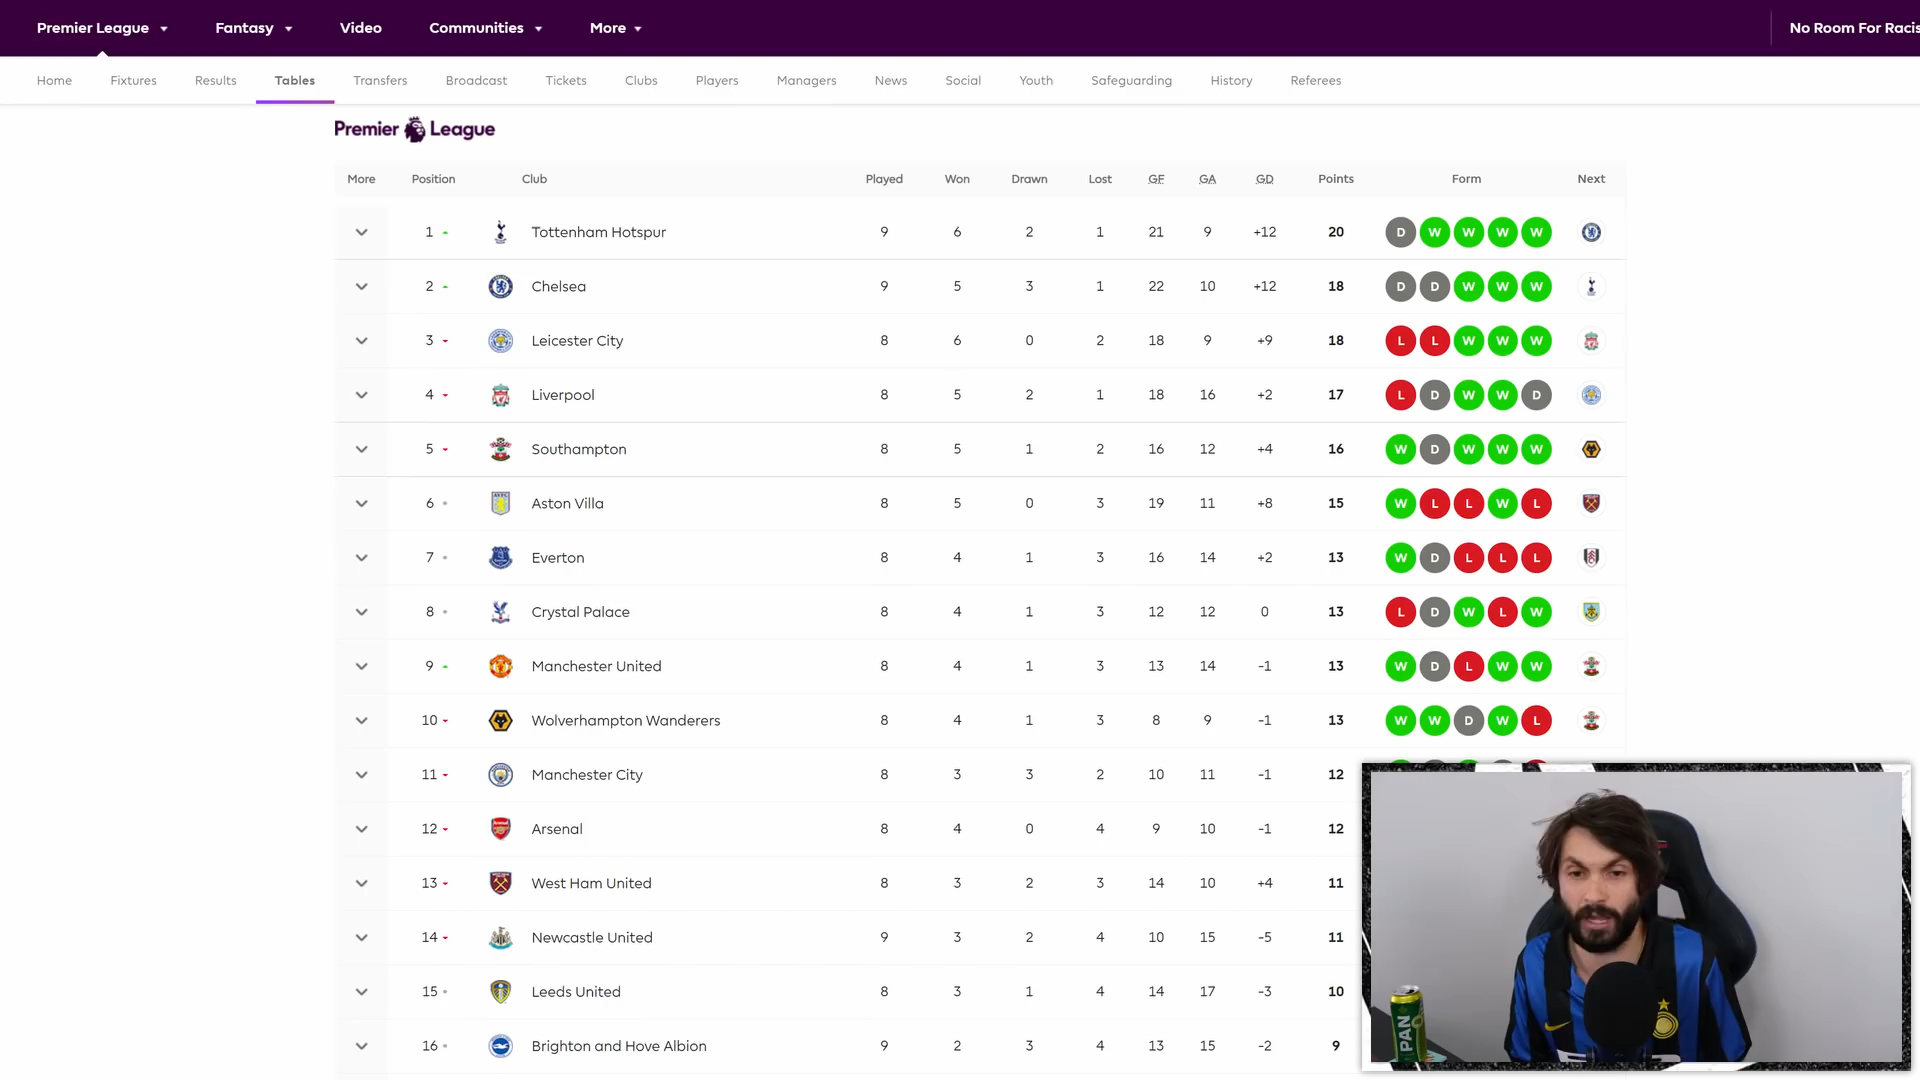 Premier League Fantasy Video Communities More No Room For Racis
Home Fixtures Results Tables Transfers Broadcast Tickets Clubs Players Managers News Social Youth Safeguarding History Referees
Premier League
More Position Club Played Won Drawn Lost GF GA GD Points Form Next
1 Tottenham Hotspur 9 6 2 1 21 9 +12 20 D W W W W
2 Chelsea 9 5 3 1 22 10 +12 18 D D W W W
3 Leicester City 8 6 0 2 18 9 +9 18 L L W W W
4 Liverpool 8 5 2 1 18 16 +2 17 L D W W D
5 Southampton 8 5 1 2 16 12 +4 16 W D W W W
6 Aston Villa 8 5 0 3 19 11 +8 15 W L L W L
7 Everton 8 4 1 3 16 14 +2 13 W D L L L
8 Crystal Palace 8 4 1 3 12 12 0 13 L D W L W
9 Manchester United 8 4 1 3 13 14 -1 13 W D L W W
10 Wolverhampton Wanderers 8 4 1 3 8 9 -1 13 W W D W L
11 Manchester City 8 3 3 2 10 11 -1 12
12 Arsenal 8 4 0 4 9 10 -1 12
13 West Ham United 8 3 2 3 14 10 +4 11
14 Newcastle United 9 3 2 4 10 15 -5 11
15 Leeds United 8 3 1 4 14 17 -3 10
16 Brighton and Hove Albion 9 2 3 4 13 15 -2 9
PAN